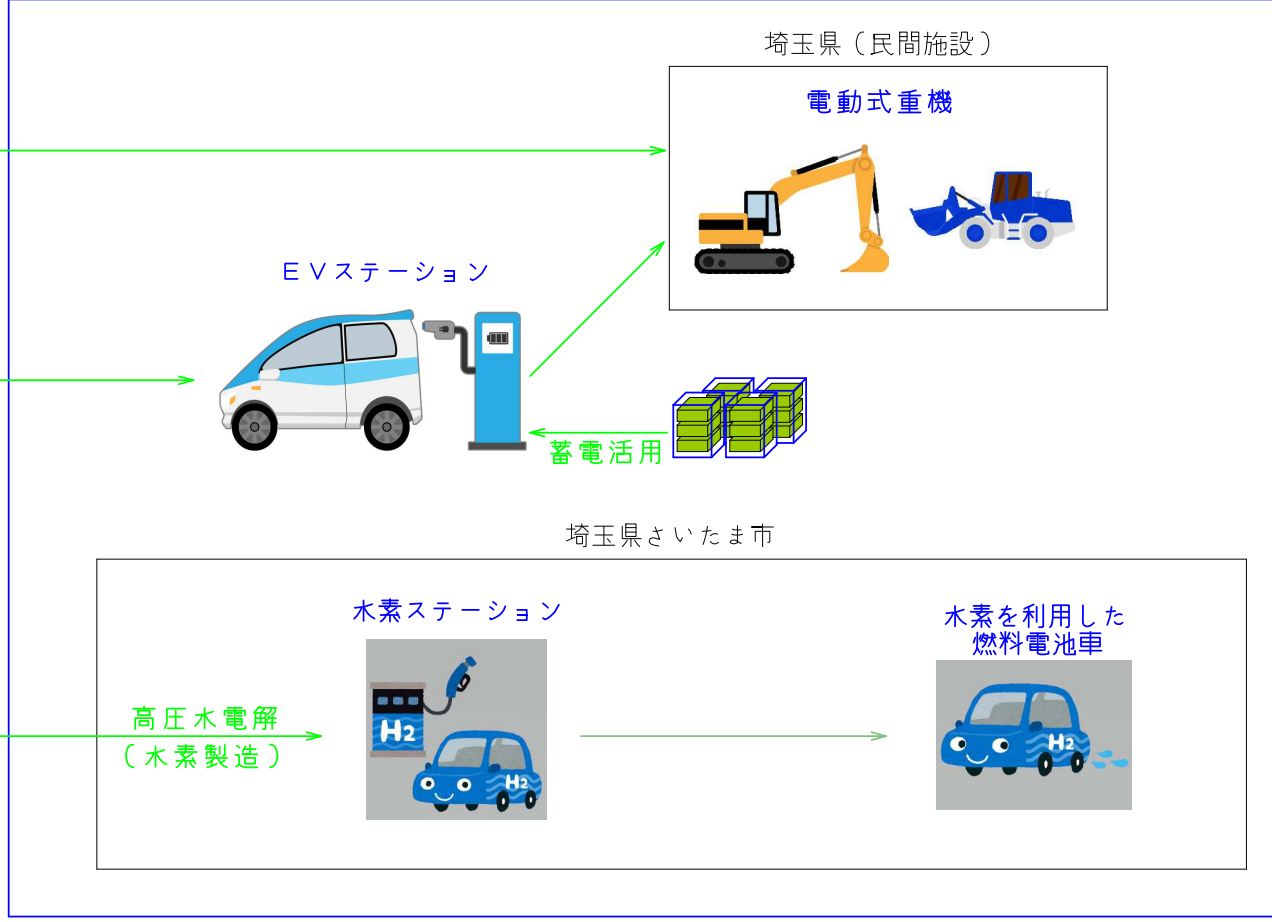 埼玉県（民間施設）
電動式重機
ＥＶステーション
蓄電活用
埼玉県さいたま市
水素ステーション
水素を利用した
燃料電池車
高圧水電解
（水素製造）
H2
H2
H2